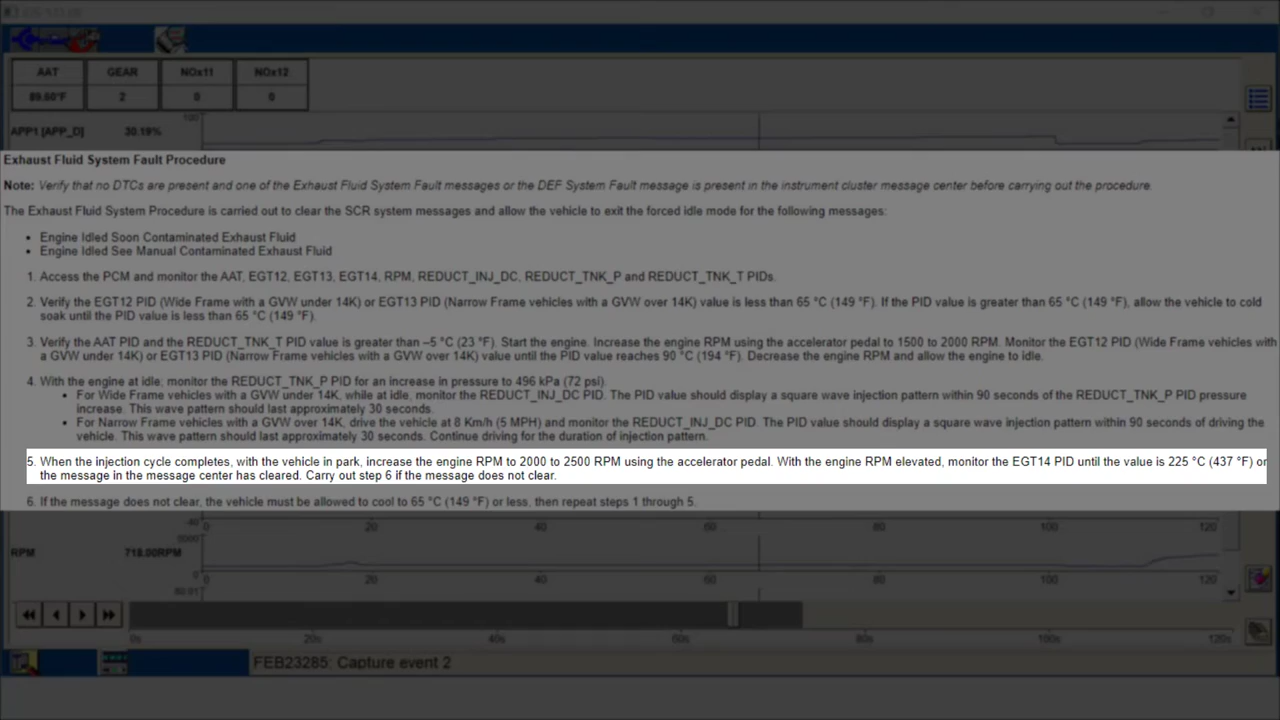 AAT GEAR NOx11 NOx12
89.60°F 2 0 0
100
APP1 [APP_D] 30.19%
Exhaust Fluid System Fault Procedure
Note: Verify that no DTCs are present and one of the Exhaust Fluid System Fault messages or the DEF System Fault message is present in the instrument cluster message center before carrying out the procedure.
The Exhaust Fluid System Procedure is carried out to clear the SCR system messages and allow the vehicle to exit the forced idle mode for the following messages:
• Engine Idled Soon Contaminated Exhaust Fluid
• Engine Idled See Manual Contaminated Exhaust Fluid
1. Access the PCM and monitor the AAT, EGT12, EGT13, EGT14, RPM, REDUCT_INJ_DC, REDUCT_TNK_P and REDUCT_TNK_T PIDs.
2. Verify the EGT12 PID (Wide Frame with a GVW under 14K) or EGT13 PID (Narrow Frame vehicles with a GVW over 14K) value is less than 65 °C (149 °F). If the PID value is greater than 65 °C (149 °F), allow the vehicle to cold
soak until the PID value is less than 65 °C (149 °F).
3. Verify the AAT PID and the REDUCT_TNK_T PID value is greater than –5 °C (23 °F). Start the engine. Increase the engine RPM using the accelerator pedal to 1500 to 2000 RPM. Monitor the EGT12 PID (Wide Frame vehicles with
a GVW under 14K) or EGT13 PID (Narrow Frame vehicles with a GVW over 14K) value until the PID value reaches 90 °C (194 °F). Decrease the engine RPM and allow the engine to idle.
4. With the engine at idle, monitor the REDUCT_TNK_P PID for an increase in pressure to 496 kPa (72 psi).
• For Wide Frame vehicles with a GVW under 14K, while at idle, monitor the REDUCT_INJ_DC PID. The PID value should display a square wave injection pattern within 90 seconds of the REDUCT_TNK_P PID pressure
increase. This wave pattern should last approximately 30 seconds.
• For Narrow Frame vehicles with a GVW over 14K, drive the vehicle at 8 Km/h (5 MPH) and monitor the REDUCT_INJ_DC PID. The PID value should display a square wave injection pattern within 90 seconds of driving the
vehicle. This wave pattern should last approximately 30 seconds. Continue driving for the duration of injection pattern.
5. When the injection cycle completes, with the vehicle in park, increase the engine RPM to 2000 to 2500 RPM using the accelerator pedal. With the engine RPM elevated, monitor the EGT14 PID until the value is 225 °C (437 °F) or
the message in the message center has cleared. Carry out step 6 if the message does not clear.
6. If the message does not clear, the vehicle must be allowed to cool to 65 °C (149 °F) or less, then repeat steps 1 through 5.
-40 0 20 40 60 80 100 120
RPM 718.00RPM
0 0 20 40 60 80 100 120
0s 20s 40s 60s 80s 100s 120s
FEB23285: Capture event 2